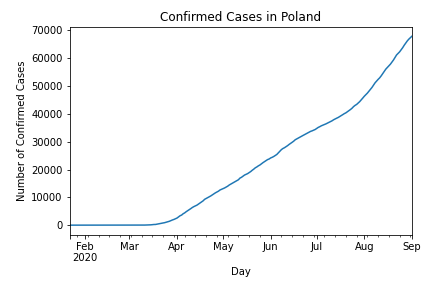 Confirmed Cases in Poland
70000
60000
50000
40000
30000
20000
10000
0
Number of Confirmed Cases
Feb Mar Apr May Jun Jul Aug Sep
2020
Day